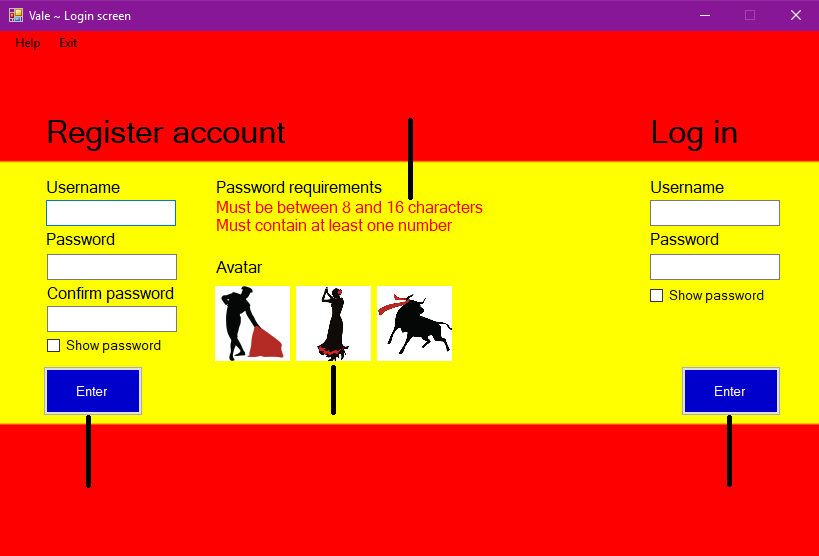 Vale ~ Login screen
Help Exit
Register account
Username
Password
Confirm password
Show password
Enter
Password requirements
Must be between 8 and 16 characters
Must contain at least one number
Avatar
Log in
Username
Password
Show password
Enter